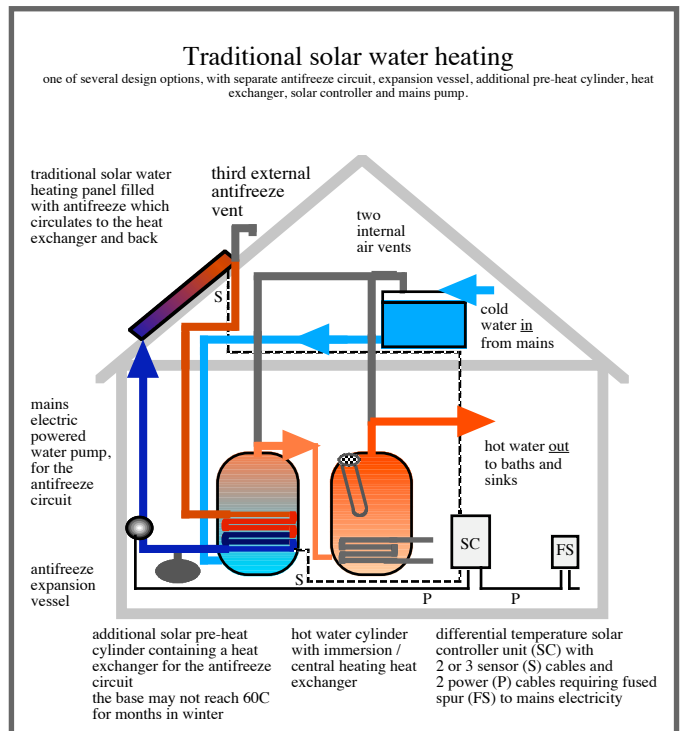 Traditional solar water heating
one of several design options, with separate antifreeze circuit, expansion vessel, additional pre-heat cylinder, heat
exchanger, solar controller and mains pump.
traditional solar water
heating panel filled
with antifreeze which
circulates to the heat
exchanger and back
third external
antifreeze
vent
two
internal
air vents
S
cold
water in
from mains
mains
electric
powered
water pump,
for the
antifreeze
circuit
hot water out
to baths and
sinks
SC
FS
antifreeze
expansion
vessel
S
P
P
additional solar pre-heat
cylinder containing a heat
exchanger for the antifreeze
circuit
the base may not reach 60C
for months in winter
hot water cylinder
with immersion /
central heating heat
exchanger
differential temperature solar
controller unit (SC) with
2 or 3 sensor (S) cables and
2 power (P) cables requiring fused
spur (FS) to mains electricity